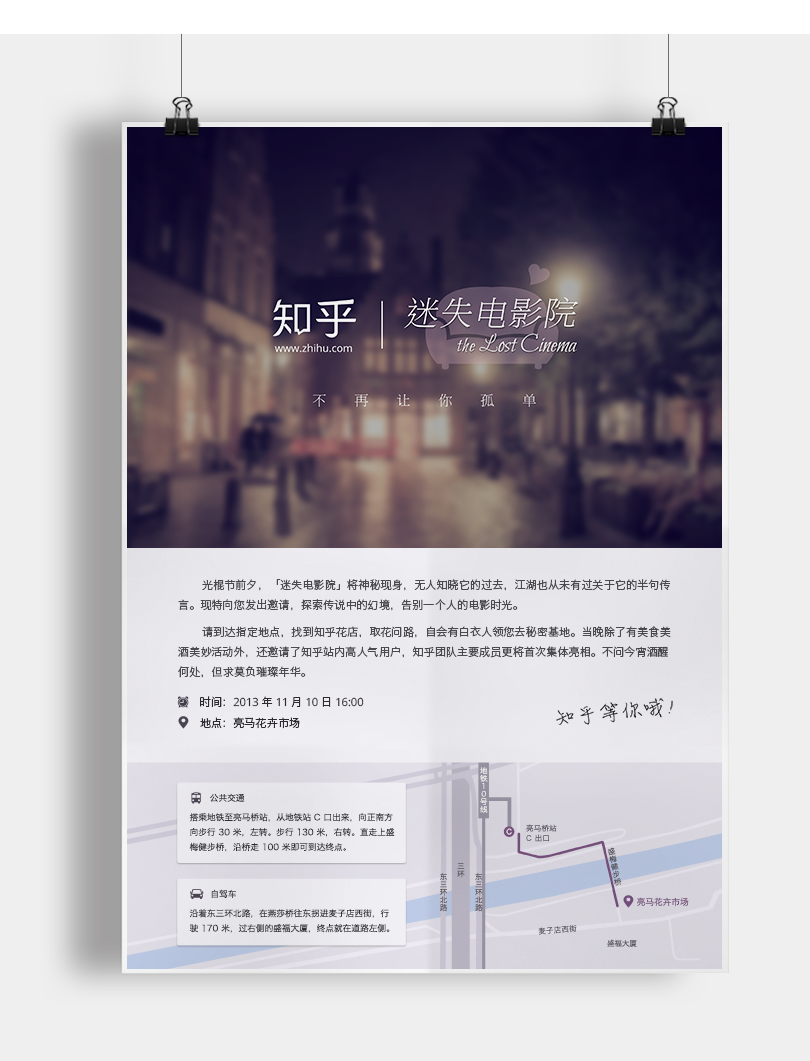 知乎
www.zhihu.com
迷失电影院
the Lost Cinema
不再让你孤单
光棍节前夕，「迷失电影院」将神秘现身，无人知晓它的过去，江湖也从未有过关于它的半句传
言。现特向您发出邀请，探索传说中的幻境，告别一个人的电影时光。
请到达指定地点，找到知乎花店，取花问路，自会有白衣人领您去秘密基地。当晚除了有美食美
酒美妙活动外，还邀请了知乎站内高人气用户，知乎团队主要成员更将首次集体亮相。不问今宵酒醒
何处，但求莫负璀璨年华。
时间：2013 年 11 月 10 日 16:00
地点：亮马花卉市场
知乎等你哦！
公共交通
搭乘地铁至亮马桥站，从地铁站 C 口出来，向正南方
向步行 30 米，左转。步行 130 米，右转。直走上盛
梅健步桥，沿桥走 100 米即可到达终点。
自驾车
沿着东三环北路，在燕莎桥往东拐进麦子店西街，行
驶 170 米，过右侧的盛福大厦，终点就在道路左侧。
地铁10号线
C
亮马桥站
C 出口
三环
东三环北路
东三环北路
盛梅健步桥
亮马花卉市场
麦子店西街
盛福大厦